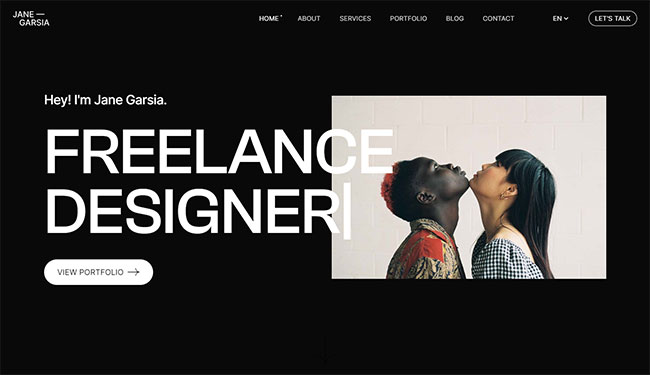 JANE —
GARSIA
HOME
ABOUT
SERVICES
PORTFOLIO
BLOG
CONTACT
EN
LET'S TALK
Hey! I'm Jane Garsia.
FREELANCE
DESIGNER|
VIEW PORTFOLIO →